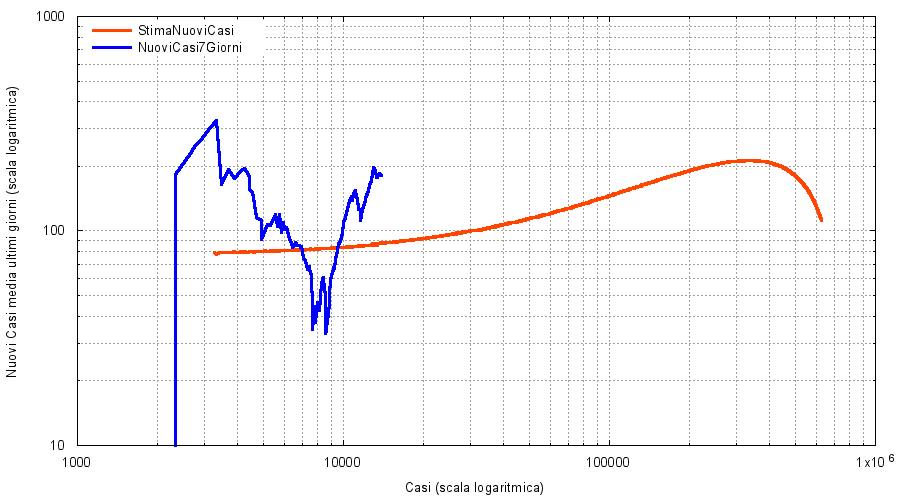 1000
StimaNuoviCasi
NuoviCasi7Giorni
Nuovi Casi media ultimi giorni (scala logaritmica)
100
10
1000
10000
100000
1x10 6
Casi (scala logaritmica)